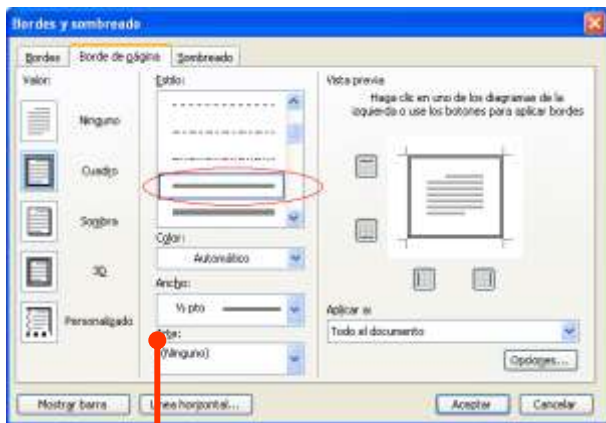 Bordes y sombreado
Bordes
Borde de página
Sombreado
Valor:
Ninguno
Cuadro
Sombra
3D
Personalizado
Estilo:
Color:
Automático
Ancho:
½ pto
Arte:
(Ninguno)
Vista previa
Haga clic en uno de los diagramas de la
izquierda o use los botones para aplicar bordes
Aplicar a:
Todo el documento
Opciones...
Mostrar barra
Línea horizontal...
Aceptar
Cancelar